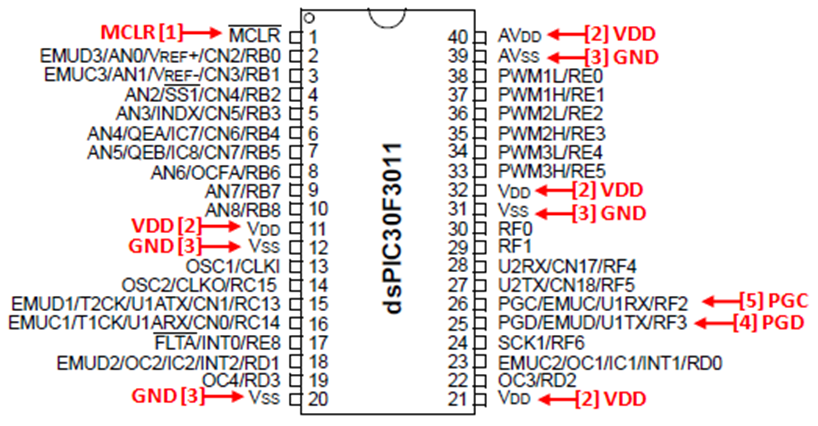 MCLR [1] MCLR 1 40 AVDD [2] VDD
EMUD3/AN0/VREF+/CN2/RB0 2 39 AVSS [3] GND
EMUC3/AN1/VREF-/CN3/RB1 3 38 PWM1L/RE0
AN2/SS1/CN4/RB2 4 37 PWM1H/RE1
AN3/INDX/CN5/RB3 5 36 PWM2L/RE2
AN4/QEA/IC7/CN6/RB4 6 35 PWM2H/RE3
AN5/QEB/IC8/CN7/RB5 7 34 PWM3L/RE4
AN6/OCFA/RB6 8 33 PWM3H/RE5
AN7/RB7 9 32 VDD [2] VDD
AN8/RB8 10 31 VSS [3] GND
VDD [2] VDD 11 30 RF0
GND [3] VSS 12 29 RF1
OSC1/CLKI 13 28 U2RX/CN17/RF4
OSC2/CLKO/RC15 14 27 U2TX/CN18/RF5
EMUD1/T2CK/U1ATX/CN1/RC13 15 26 PGC/EMUC/U1RX/RF2 [5] PGC
EMUC1/T1CK/U1ARX/CN0/RC14 16 25 PGD/EMUD/U1TX/RF3 [4] PGD
FLTA/INT0/RE8 17 24 SCK1/RF6
EMUD2/OC2/IC2/INT2/RD1 18 23 EMUC2/OC1/IC1/INT1/RD0
OC4/RD3 19 22 OC3/RD2
GND [3] VSS 20 21 VDD [2] VDD
dsPIC30F3011